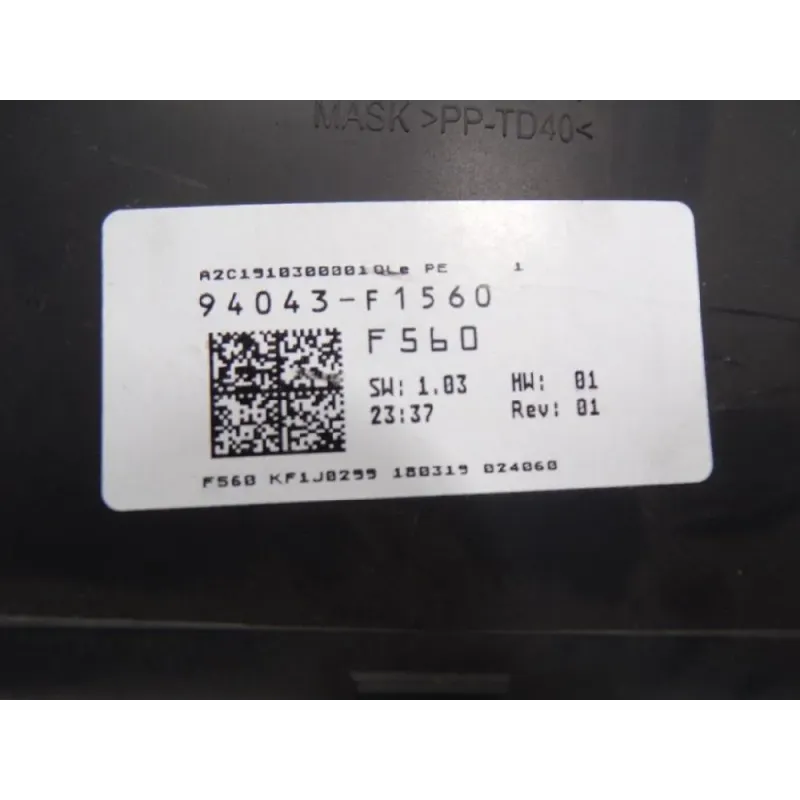 MASK >PP-TD40<
A2C19103000010Le PE 1
94043-F1560
F560
SW: 1.03 HW: 01
23:37 Rev: 01
F560 KF1J0299 180319 024060